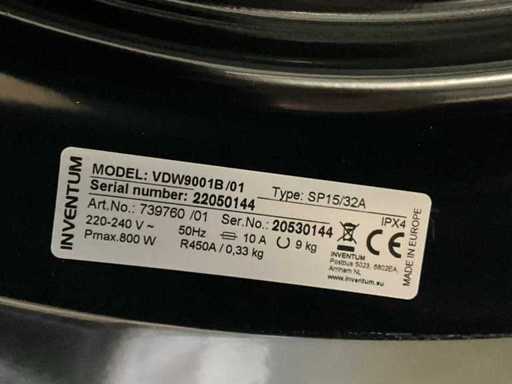 INVENTUM
MODEL: VDW9001B /01
Type: SP15/32A
Serial number: 22050144
Art.No.: 739760 /01 Ser.No.: 20530144
IPX4
220-240 V ~ 50Hz 10 A 9 kg
Pmax.800 W R450A / 0,33 kg
INVENTUM
Postbus 5023, 6802EA,
Arnhem NL
www.inventum.eu
MADE IN EUROPE